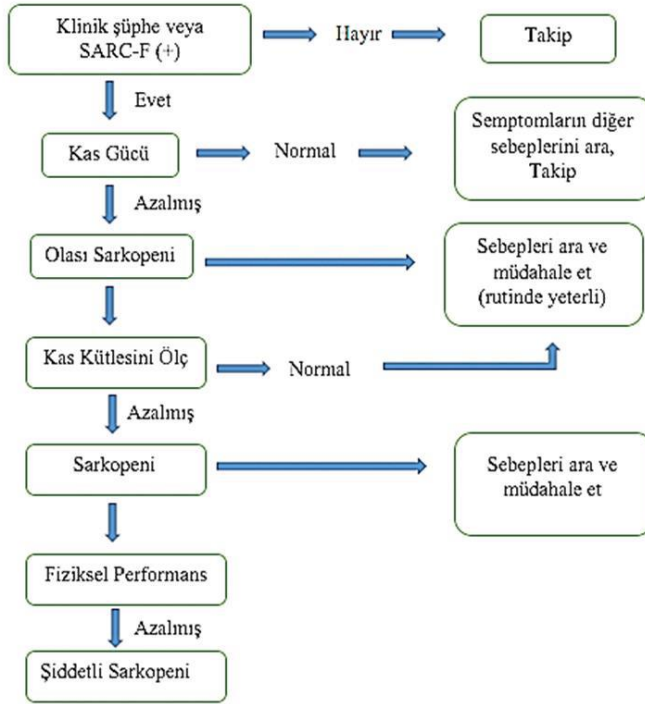 Klinik şüphe veya
SARC-F (+)
Hayır
Takip
Evet
Kas Gücü
Normal
Semptomların diğer
sebeplerini ara,
Takip
Azalmış
Olası Sarkopeni
Sebepleri ara ve
müdahale et
(rutinde yeterli)
Kas Kütlesini Ölç
Normal
Azalmış
Sarkopeni
Sebepleri ara ve
müdahale et
Fiziksel Performans
Azalmış
Şiddetli Sarkopeni